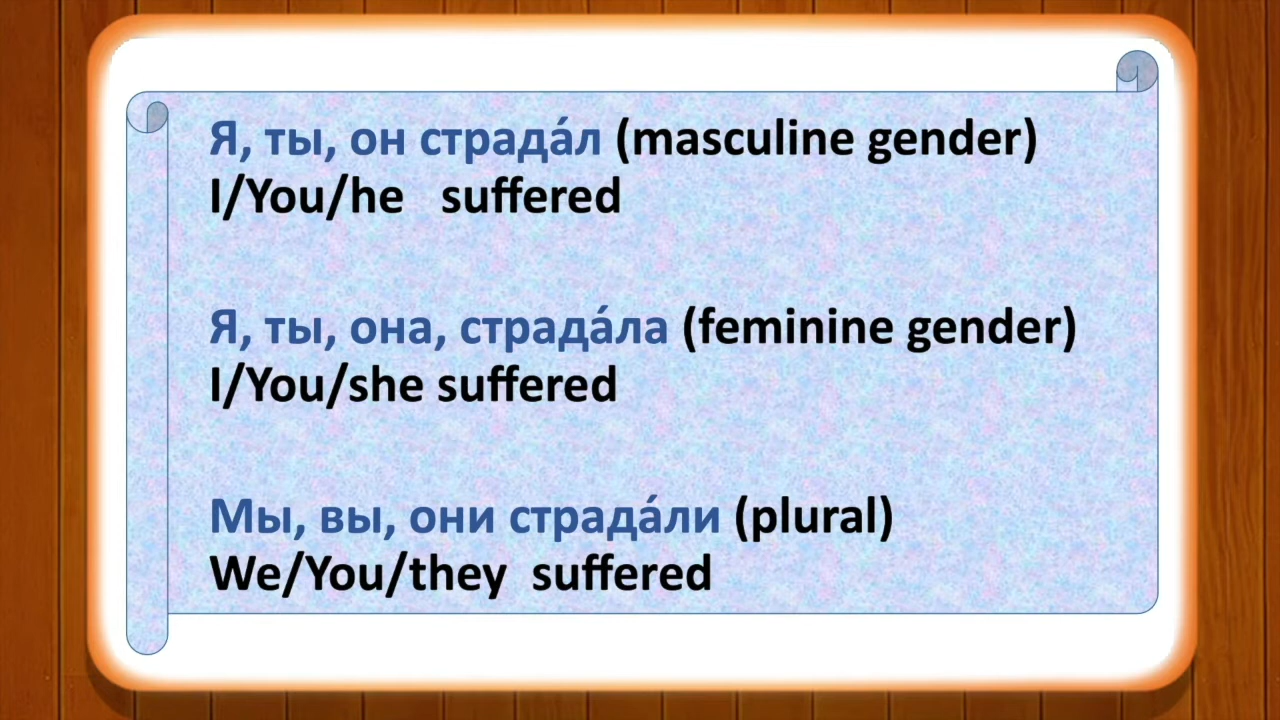 Я, ты, он страда́л (masculine gender)
I/You/he suffered
Я, ты, она, страда́ла (feminine gender)
I/You/she suffered
Мы, вы, они страда́ли (plural)
We/You/they suffered